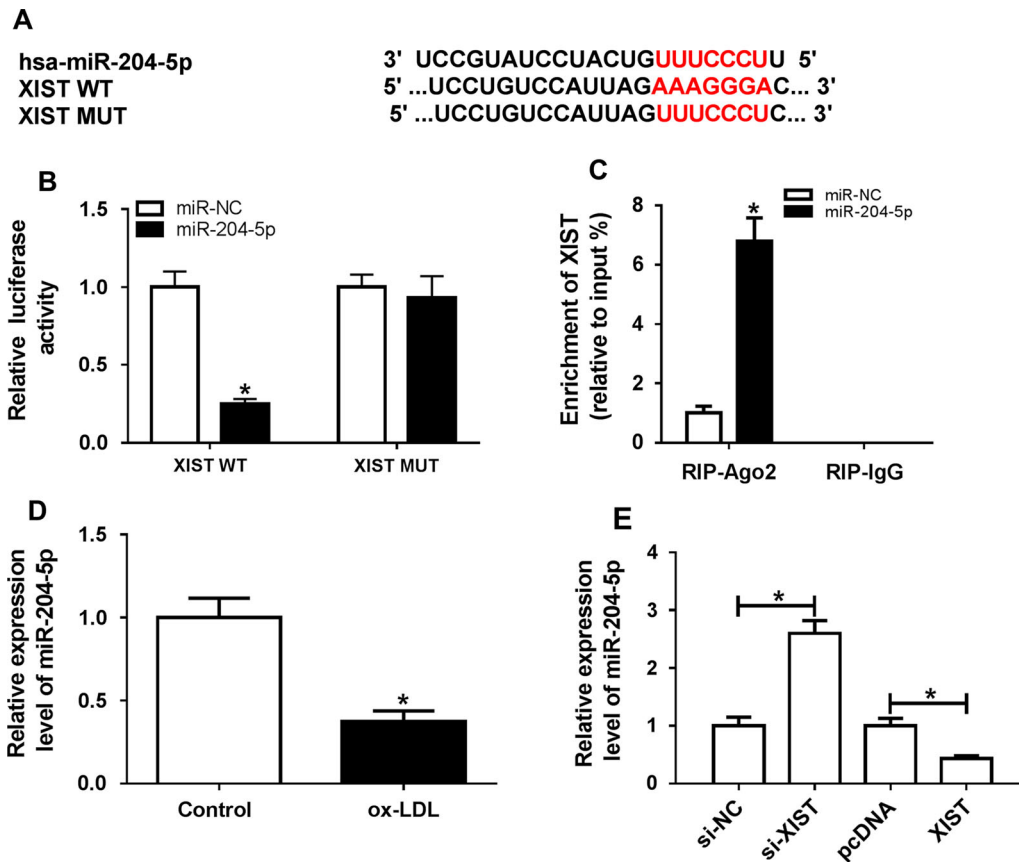 A
hsa-miR-204-5p 3' UCCGUAUCCUACUGUUUCCCUU 5'
XIST WT 5' ...UCCUGUCCAUUAGAAAGGGAC... 3'
XIST MUT 5' ...UCCUGUCCAUUAGUUUCCCUC... 3'
B
miR-NC
miR-204-5p
Relative luciferase
activity
1.5
1.0
0.5
0.0
*
XIST WT XIST MUT
C
miR-NC
miR-204-5p
Enrichment of XIST
(relative to input %)
8
6
4
2
0
*
RIP-Ago2 RIP-IgG
D
Relative expression
level of miR-204-5p
1.5
1.0
0.5
0.0
*
Control ox-LDL
E
Relative expression
level of miR-204-5p
4
3
2
1
0
*
*
si-NC si-XIST pcDNA XIST